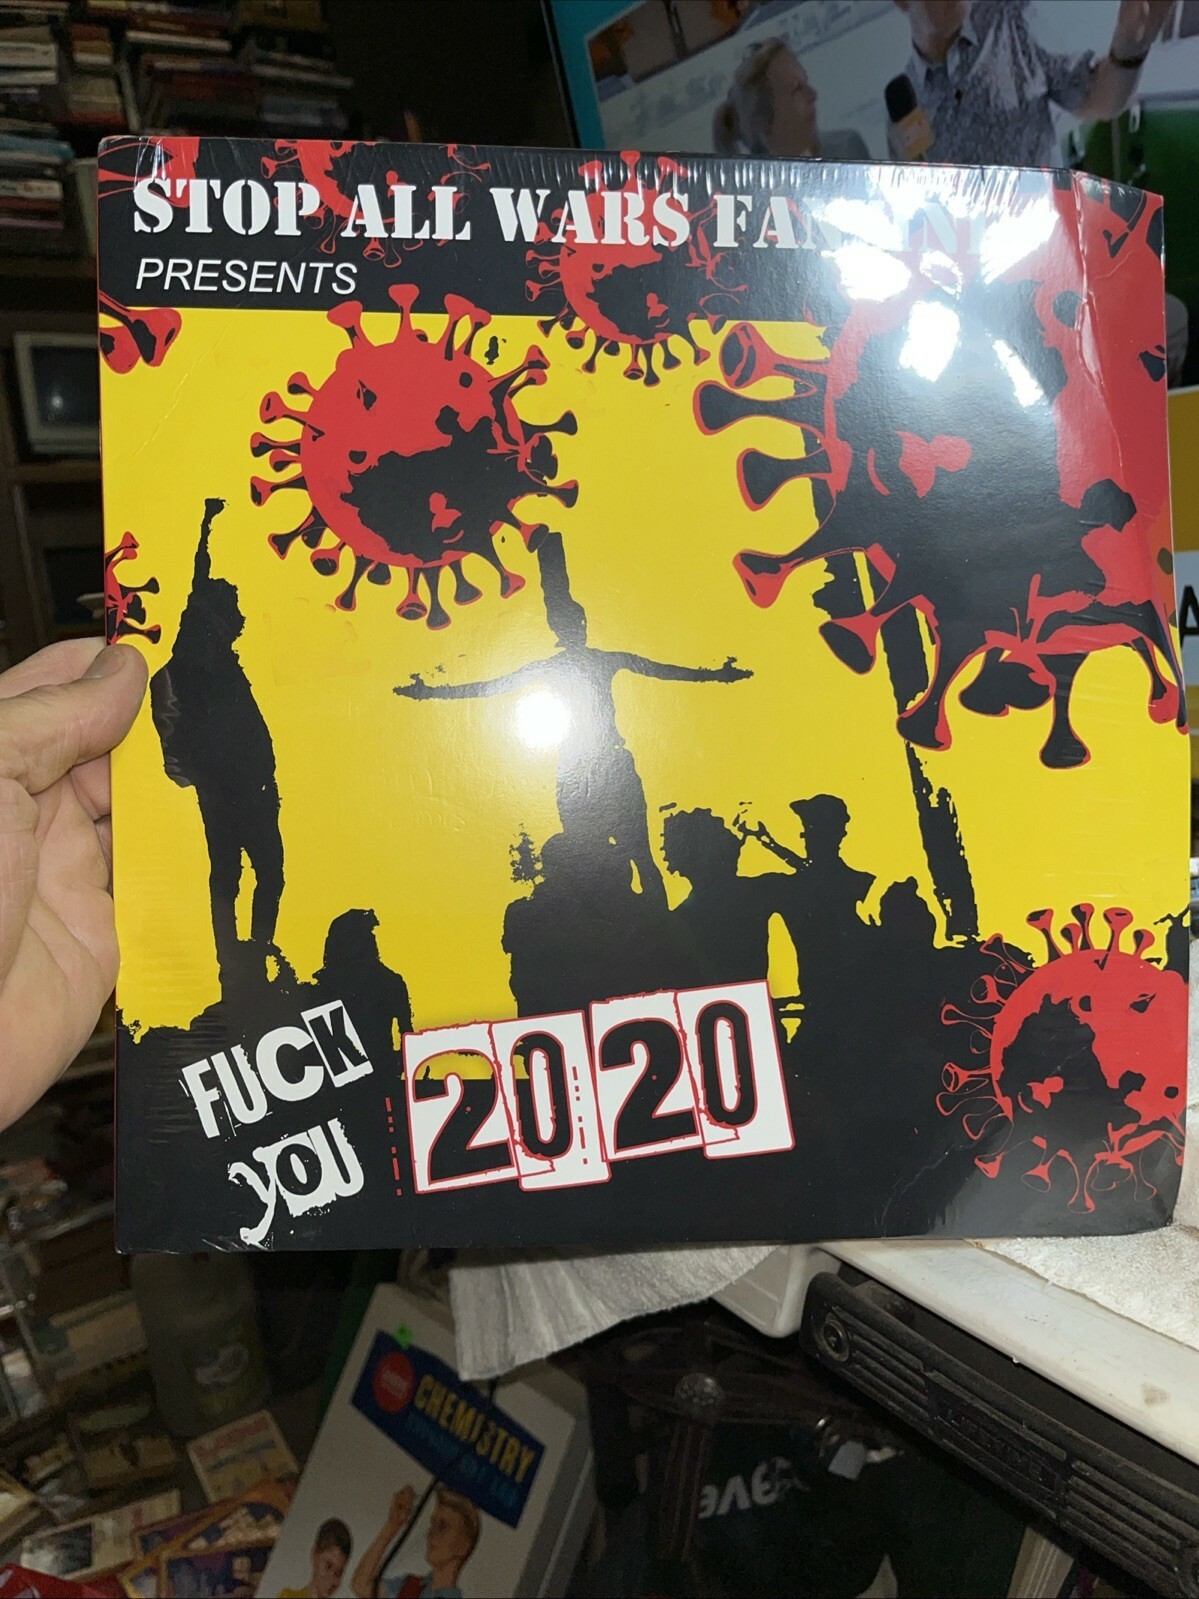 STOP ALL WARS
PRESENTS
FUCK
YOU
2020
CHEMISTRY